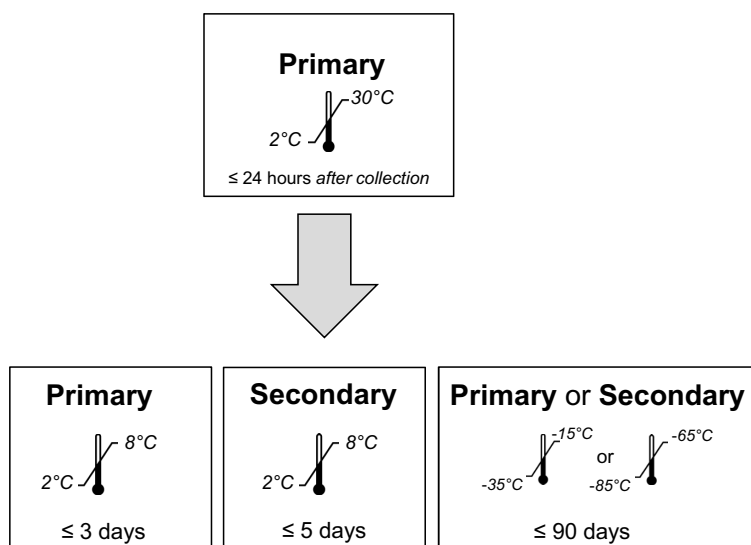 Primary
30°C
2°C
≤ 24 hours after collection
Primary
8°C
2°C
≤ 3 days
Secondary
8°C
2°C
≤ 5 days
Primary or Secondary
-15°C
-35°C
or
-65°C
-85°C
≤ 90 days